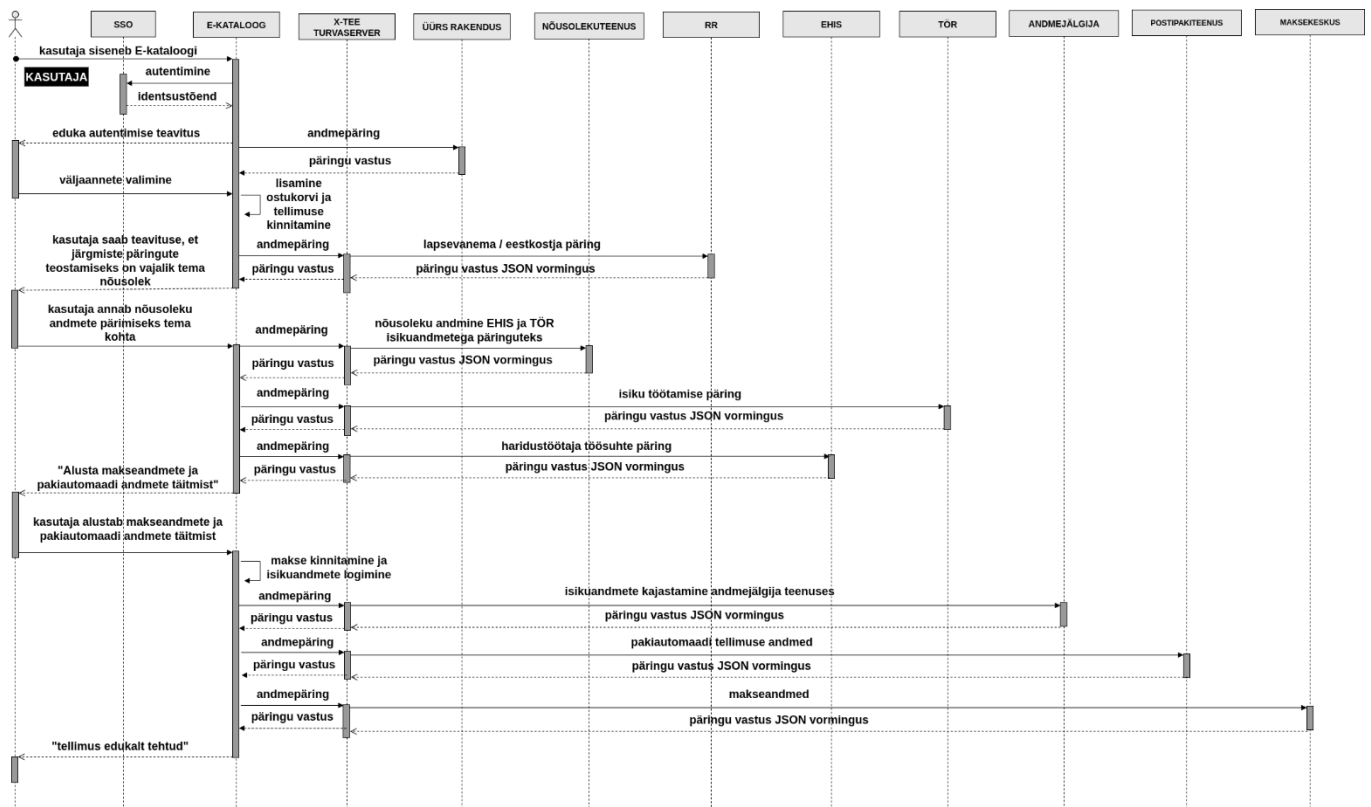 SSO
E-KATALOOG
X-TEE
TURVASERVER
ÜÜRS RAKENDUS
NÕUSOLEKUTEENUS
RR
EHIS
TÖR
ANDMEJÄLGIJA
POSTIPAKITEENUS
MAKSEKESKUS
kasutaja siseneb E-kataloogi
KASUTAJA
autentimine
identsustõend
eduka autentimise teavitus
andmepäring
päringu vastus
väljaannete valimine
lisamine
ostukorvi ja
tellimuse
kinnitamine
kasutaja saab teavituse, et
järgmiste päringute
teostamiseks on vajalik tema
nõusolek
andmepäring
lapsevanema / eestkostja päring
päringu vastus
päringu vastus JSON vormingus
kasutaja annab nõusoleku
andmete pärimiseks tema
kohta
andmepäring
nõusoleku andmine EHIS ja TÖR
isikuandmetega päringuteks
päringu vastus
päringu vastus JSON vormingus
andmepäring
isiku töötamise päring
päringu vastus
päringu vastus JSON vormingus
andmepäring
haridustöötaja töösuhte päring
päringu vastus
päringu vastus JSON vormingus
"Alusta makseandmete ja
pakiautomaadi andmete täitmist"
kasutaja alustab makseandmete ja
pakiautomaadi andmete täitmist
makse kinnitamine ja
isikuandmete logimine
andmepäring
isikuandmete kajastamine andmejälgija teenuses
päringu vastus
päringu vastus JSON vormingus
andmepäring
pakiautomaadi tellimuse andmed
päringu vastus
päringu vastus JSON vormingus
andmepäring
makseandmed
päringu vastus
päringu vastus JSON vormingus
"tellimus edukalt tehtud"